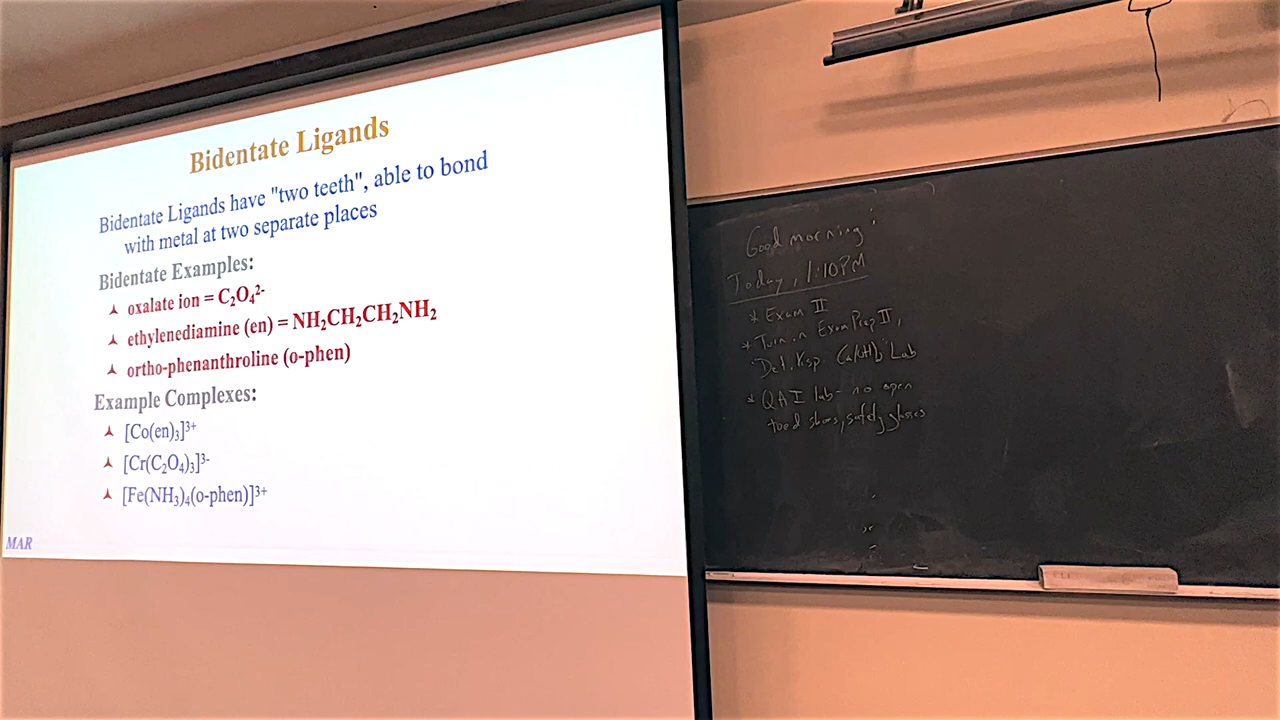 Bidentate Ligands
Bidentate Ligands have "two teeth", able to bond
with metal at two separate places
Bidentate Examples:
oxalate ion = C₂O₄²⁻
ethylenediamine (en) = NH₂CH₂CH₂NH₂
ortho-phenanthroline (o-phen)
Example Complexes:
[Co(en)₃]³⁺
[Cr(C₂O₄)₃]³⁻
[Fe(NH₃)₄(o-phen)]³⁺
MAR
Good morning!
Today, 1:10PM
* Exam II
* Turn in Exam Prep II,
"Det. Ksp Ca(OH)₂" Lab
* QA I lab - no open
toed shoes, safety glasses